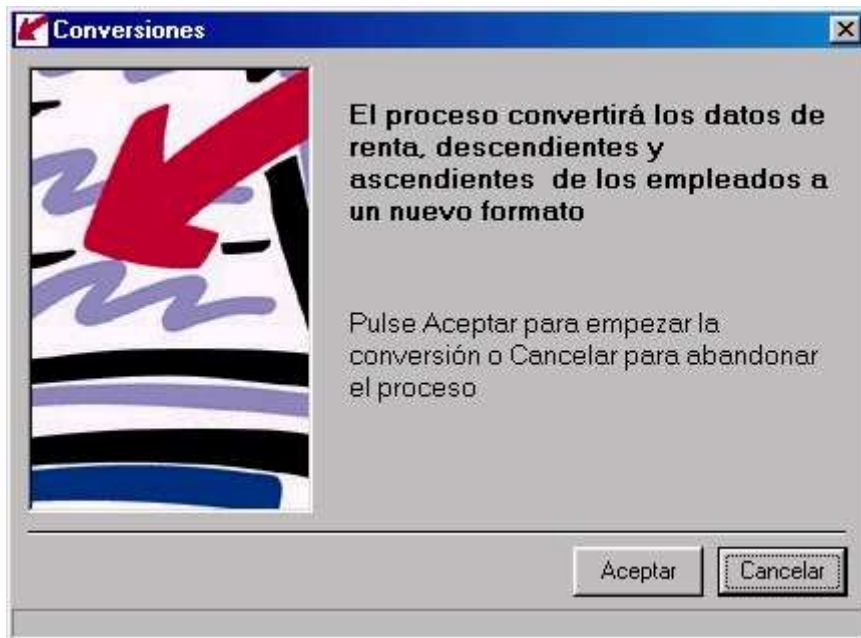 Conversiones
El proceso convertirá los datos de
renta, descendientes y
ascendientes de los empleados a
un nuevo formato
Pulse Aceptar para empezar la
conversión o Cancelar para abandonar
el proceso
Aceptar
Cancelar